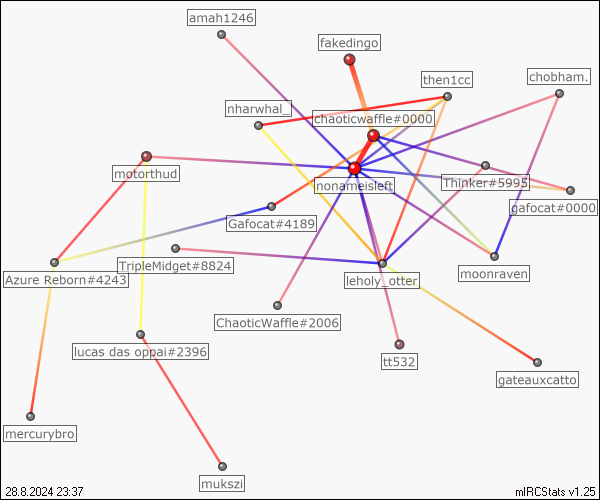 amah1246
fakedingo
then1cc
chobham.
nharwhal_
chaoticwaffle#0000
motorthud
nonameisleft
Thinker#5995
gafocat#0000
Gafocat#4189
Azure Reborn#4243
TripleMidget#8824
leholy_otter
moonraven
ChaoticWaffle#2006
lucas das oppai#2396
tt532
gateauxcatto
mercurybro
mukszi
28.8.2024 23:37
mIRCStats v1.25